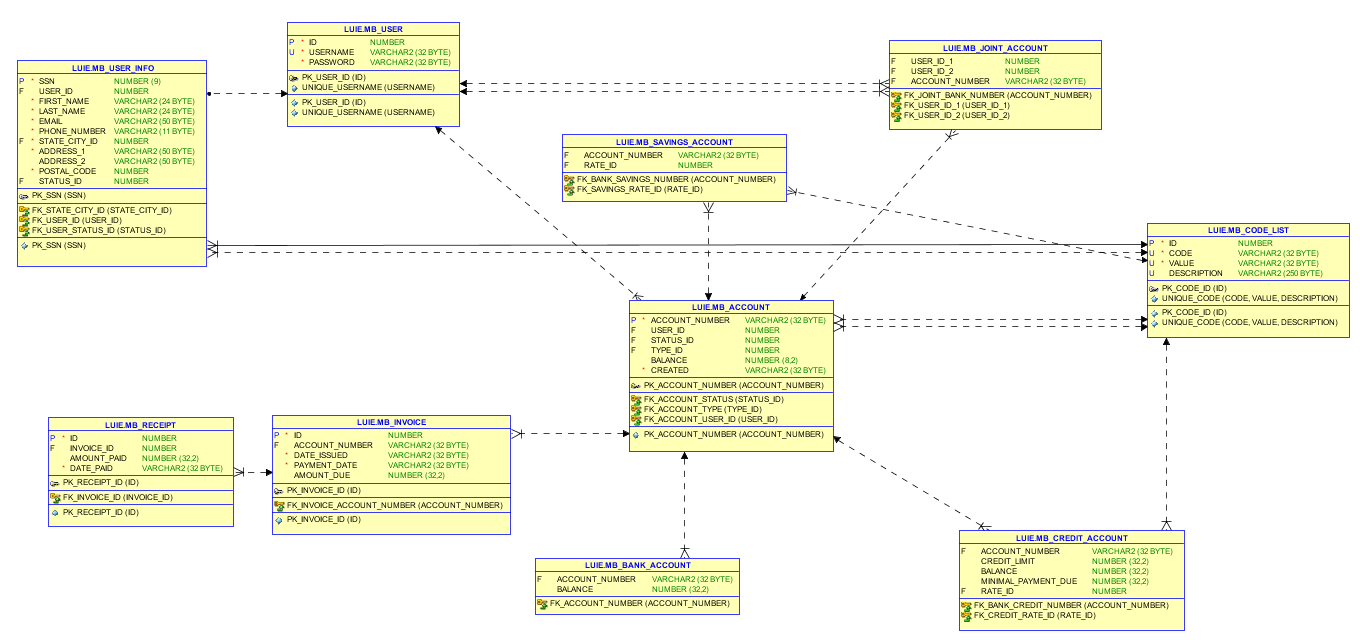 LUIE.MB_USER
P * ID NUMBER
U * USERNAME VARCHAR2 (32 BYTE)
* PASSWORD VARCHAR2 (32 BYTE)
PK_USER_ID (ID)
UNIQUE_USERNAME (USERNAME)
PK_USER_ID (ID)
UNIQUE_USERNAME (USERNAME)
LUIE.MB_JOINT_ACCOUNT
F USER_ID_1 NUMBER
F USER_ID_2 NUMBER
F ACCOUNT_NUMBER VARCHAR2 (32 BYTE)
FK_JOINT_BANK_NUMBER (ACCOUNT_NUMBER)
FK_USER_ID_1 (USER_ID_1)
FK_USER_ID_2 (USER_ID_2)
LUIE.MB_USER_INFO
P * SSN NUMBER (9)
F USER_ID NUMBER
* FIRST_NAME VARCHAR2 (24 BYTE)
* LAST_NAME VARCHAR2 (24 BYTE)
* EMAIL VARCHAR2 (50 BYTE)
* PHONE_NUMBER VARCHAR2 (11 BYTE)
F * STATE_CITY_ID NUMBER
* ADDRESS_1 VARCHAR2 (50 BYTE)
ADDRESS_2 VARCHAR2 (50 BYTE)
* POSTAL_CODE NUMBER
F STATUS_ID NUMBER
PK_SSN (SSN)
FK_STATE_CITY_ID (STATE_CITY_ID)
FK_USER_ID (USER_ID)
FK_USER_STATUS_ID (STATUS_ID)
PK_SSN (SSN)
LUIE.MB_SAVINGS_ACCOUNT
F ACCOUNT_NUMBER VARCHAR2 (32 BYTE)
F RATE_ID NUMBER
FK_BANK_SAVINGS_NUMBER (ACCOUNT_NUMBER)
FK_SAVINGS_RATE_ID (RATE_ID)
LUIE.MB_CODE_LIST
P * ID NUMBER
U * CODE VARCHAR2 (32 BYTE)
U * VALUE VARCHAR2 (32 BYTE)
U DESCRIPTION VARCHAR2 (250 BYTE)
PK_CODE_ID (ID)
UNIQUE_CODE (CODE, VALUE, DESCRIPTION)
PK_CODE_ID (ID)
UNIQUE_CODE (CODE, VALUE, DESCRIPTION)
LUIE.MB_ACCOUNT
P * ACCOUNT_NUMBER VARCHAR2 (32 BYTE)
F USER_ID NUMBER
F STATUS_ID NUMBER
F TYPE_ID NUMBER
BALANCE NUMBER (8,2)
* CREATED VARCHAR2 (32 BYTE)
PK_ACCOUNT_NUMBER (ACCOUNT_NUMBER)
FK_ACCOUNT_STATUS (STATUS_ID)
FK_ACCOUNT_TYPE (TYPE_ID)
FK_ACCOUNT_USER_ID (USER_ID)
PK_ACCOUNT_NUMBER (ACCOUNT_NUMBER)
LUIE.MB_RECEIPT
P * ID NUMBER
F INVOICE_ID NUMBER
AMOUNT_PAID NUMBER (32,2)
* DATE_PAID VARCHAR2 (32 BYTE)
PK_RECEIPT_ID (ID)
FK_INVOICE_ID (INVOICE_ID)
PK_RECEIPT_ID (ID)
LUIE.MB_INVOICE
P * ID NUMBER
F ACCOUNT_NUMBER VARCHAR2 (32 BYTE)
* DATE_ISSUED VARCHAR2 (32 BYTE)
* PAYMENT_DATE VARCHAR2 (32 BYTE)
AMOUNT_DUE NUMBER (32,2)
PK_INVOICE_ID (ID)
FK_INVOICE_ACCOUNT_NUMBER (ACCOUNT_NUMBER)
PK_INVOICE_ID (ID)
LUIE.MB_BANK_ACCOUNT
F ACCOUNT_NUMBER VARCHAR2 (32 BYTE)
BALANCE NUMBER (32,2)
FK_ACCOUNT_NUMBER (ACCOUNT_NUMBER)
LUIE.MB_CREDIT_ACCOUNT
F ACCOUNT_NUMBER VARCHAR2 (32 BYTE)
CREDIT_LIMIT NUMBER (32,2)
BALANCE NUMBER (32,2)
MINIMAL_PAYMENT_DUE NUMBER (32,2)
F RATE_ID NUMBER
FK_BANK_CREDIT_NUMBER (ACCOUNT_NUMBER)
FK_CREDIT_RATE_ID (RATE_ID)